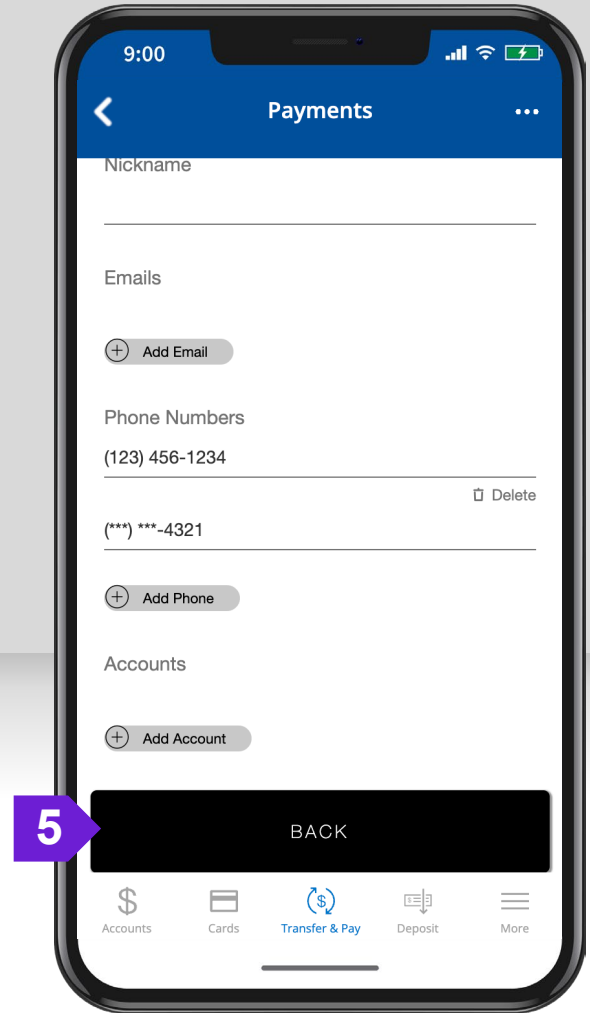 9:00
Payments
Nickname
Emails
Add Email
Phone Numbers
(123) 456-1234
Delete
(***) ***-4321
Add Phone
Accounts
Add Account
5
BACK
Accounts Cards Transfer & Pay Deposit More